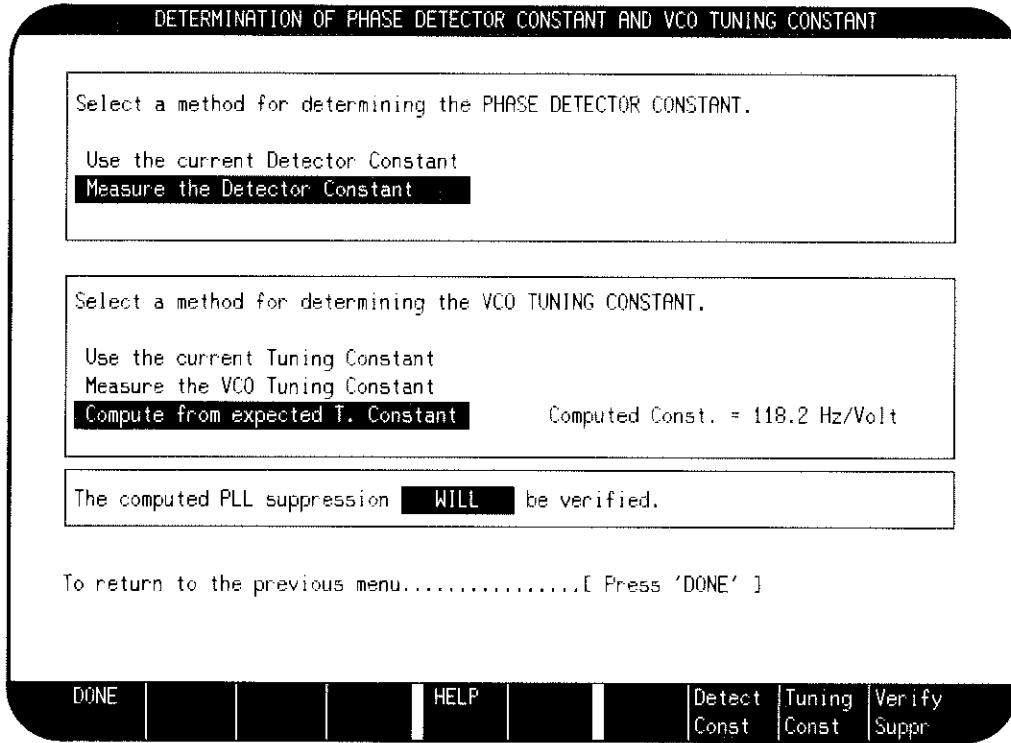 DETERMINATION OF PHASE DETECTOR CONSTANT AND VCO TUNING CONSTANT
Select a method for determining the PHASE DETECTOR CONSTANT.
Use the current Detector Constant
Measure the Detector Constant
Select a method for determining the VCO TUNING CONSTANT.
Use the current Tuning Constant
Measure the VCO Tuning Constant
Compute from expected T. Constant Computed Const. = 118.2 Hz/Volt
The computed PLL suppression WILL be verified.
To return to the previous menu................[ Press 'DONE' ]
DONE HELP Detect Tuning Verify
Const Const Suppr